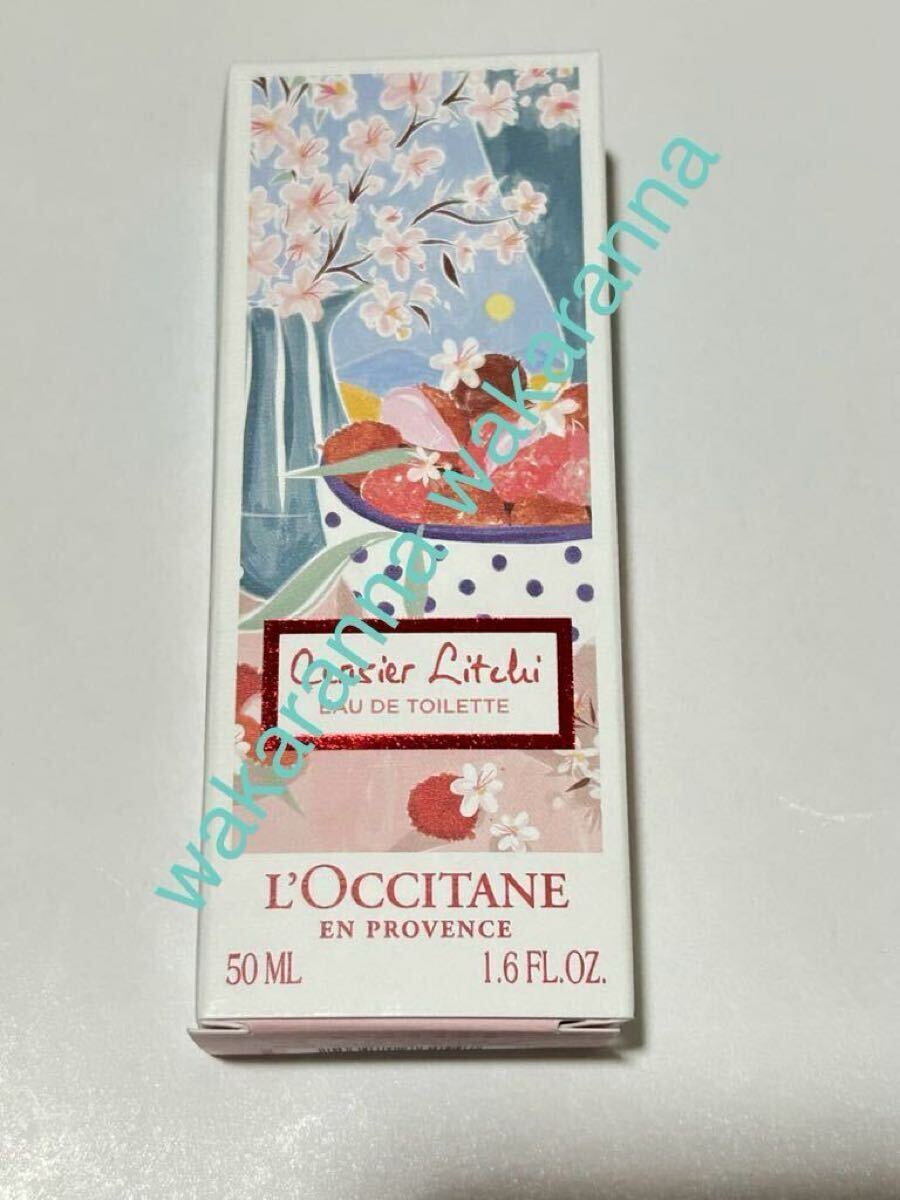 Cerisier Litchi
EAU DE TOILETTE
L'OCCITANE
EN PROVENCE
50 ML 1.6 FL.OZ.
wakaranna wakaranna